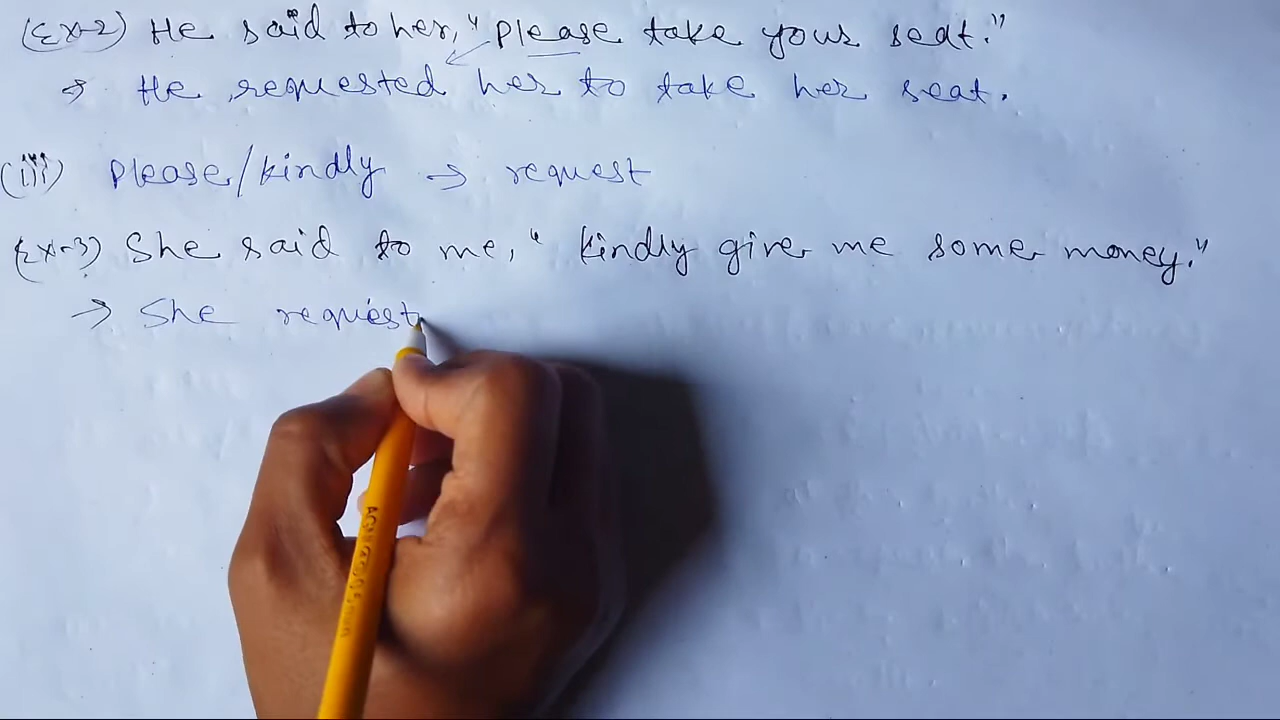 (Ex-2) He said to her, "Please take your seat."
→ He requested her to take her seat.
(iii) Please/kindly → request
(Ex-3) She said to me, "Kindly give me some money."
→ She request